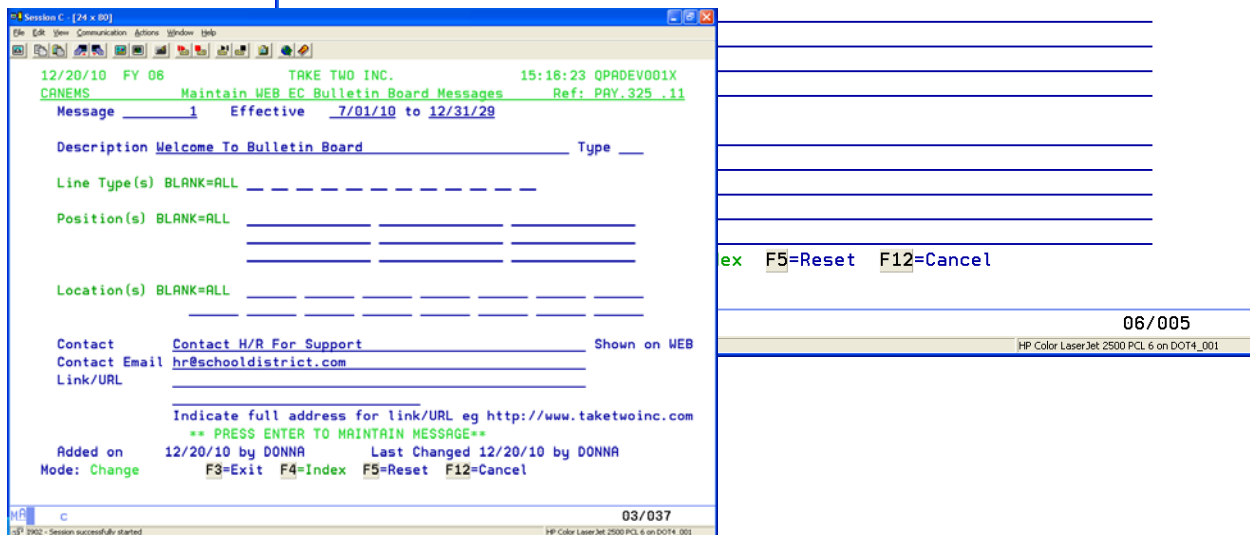 Session C - [24 x 80]
File Edit View Communication Actions Window Help
12/20/10 FY 06 TAKE TWO INC. 15:16:23 QPADEV001X
CANEMS Maintain WEB EC Bulletin Board Messages Ref: PAY.325 .11
Message 1 Effective 7/01/10 to 12/31/29
Description Welcome To Bulletin Board Type
Line Type(s) BLANK=ALL
Position(s) BLANK=ALL
Location(s) BLANK=ALL
Contact Contact H/R For Support Shown on WEB
Contact Email hr@schooldistrict.com
Link/URL
Indicate full address for link/URL eg http://www.taketwoinc.com
** PRESS ENTER TO MAINTAIN MESSAGE**
Added on 12/20/10 by DONNA Last Changed 12/20/10 by DONNA
Mode: Change F3=Exit F4=Index F5=Reset F12=Cancel
MA c 03/037
I902 - Session successfully started HP Color LaserJet 2500 PCL 6 on DOT4_001
ex F5=Reset F12=Cancel
06/005
HP Color LaserJet 2500 PCL 6 on DOT4_001